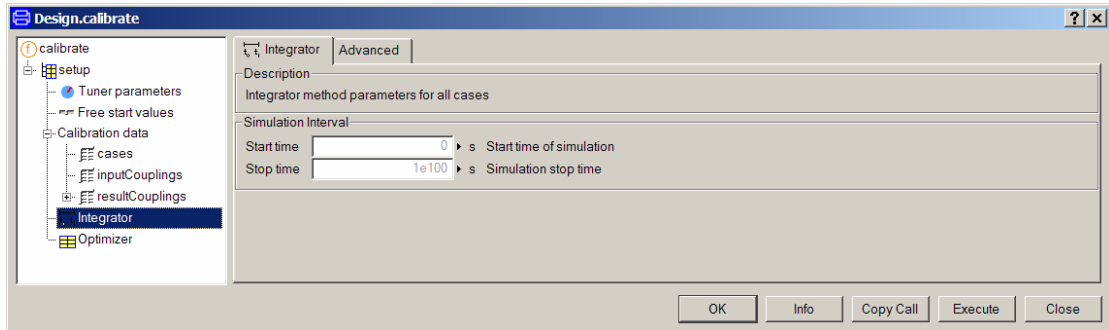 Design.calibrate
? ×
f calibrate
setup
Tuner parameters
Free start values
Calibration data
cases
inputCouplings
resultCouplings
Integrator
Optimizer
Integrator Advanced
Description
Integrator method parameters for all cases
Simulation Interval
Start time 0 s Start time of simulation
Stop time 1e100 s Simulation stop time
OK Info Copy Call Execute Close